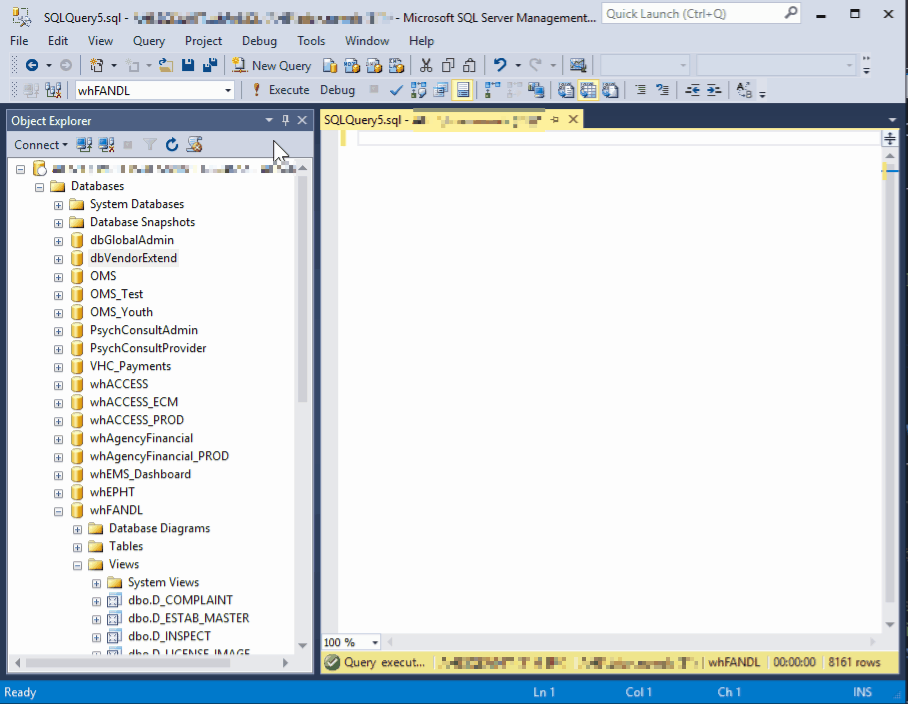 SQLQuery5.sql - - Microsoft SQL Server Management...
Quick Launch (Ctrl+Q)
File Edit View Query Project Debug Tools Window Help
New Query
whFANDL Execute Debug
Object Explorer
SQLQuery5.sql -
Connect
Databases
System Databases
Database Snapshots
dbGlobalAdmin
dbVendorExtend
OMS
OMS_Test
OMS_Youth
PsychConsultAdmin
PsychConsultProvider
VHC_Payments
whACCESS
whACCESS_ECM
whACCESS_PROD
whAgencyFinancial
whAgencyFinancial_PROD
whEMS_Dashboard
whEPHT
whFANDL
Database Diagrams
Tables
Views
System Views
dbo.D_COMPLAINT
dbo.D_ESTAB_MASTER
dbo.D_INSPECT
dbo.D_LICENSE_IMAGE
100 %
Query execut... whFANDL 00:00:00 8161 rows
Ready Ln 1 Col 1 Ch 1 INS